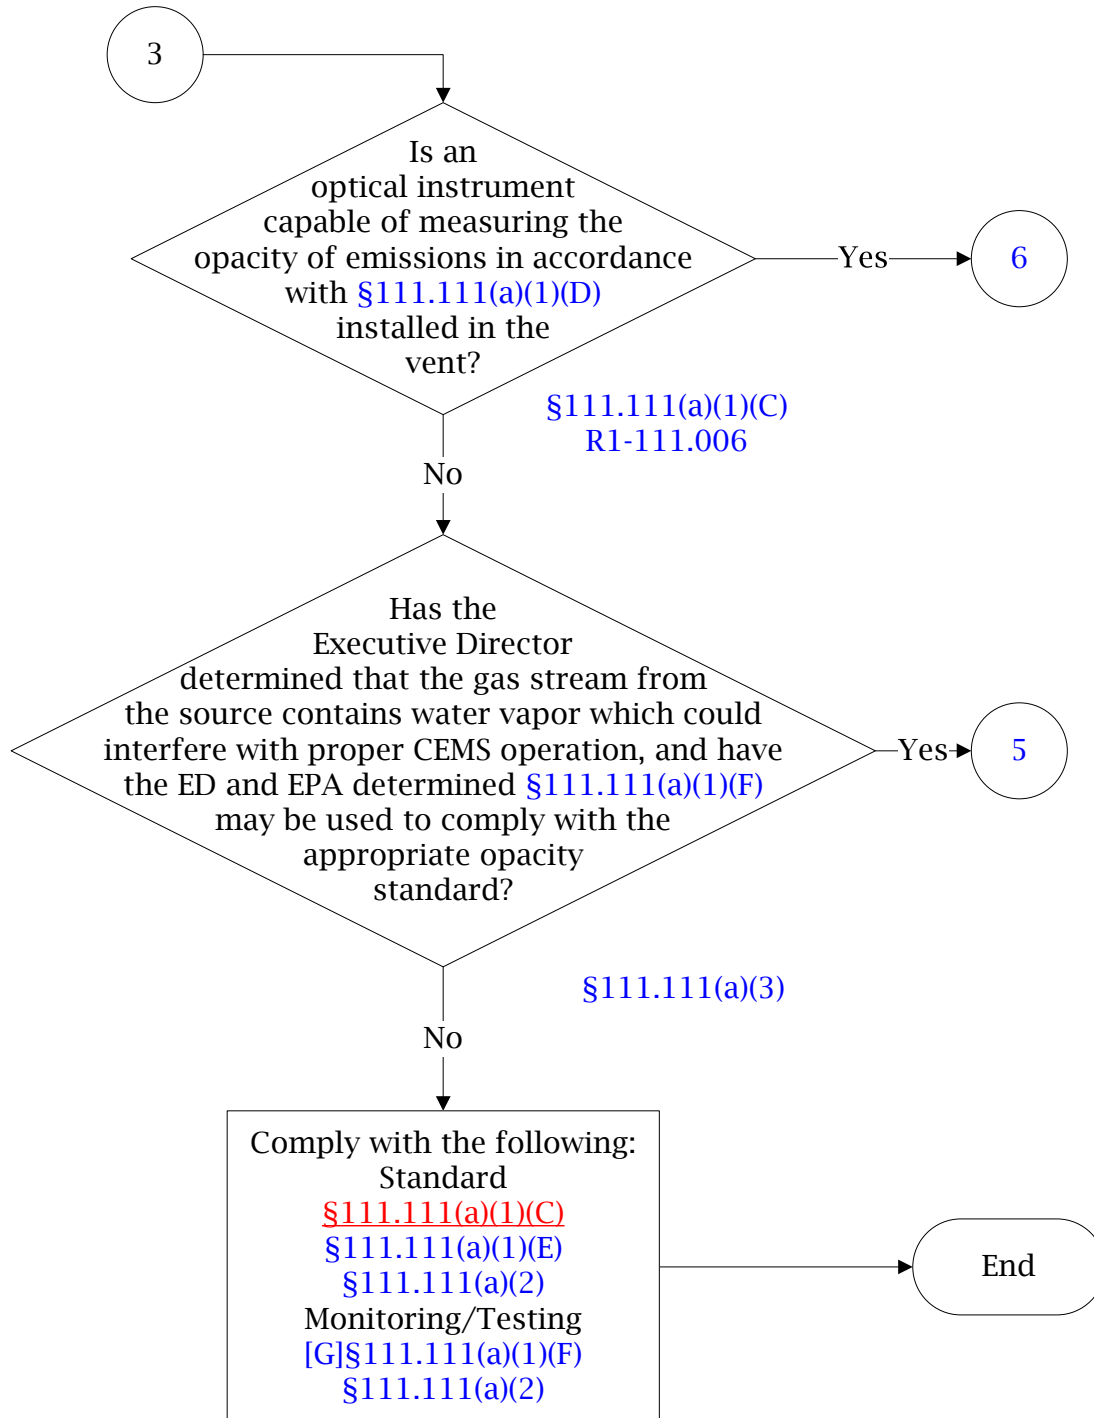 3
Is an
optical instrument
capable of measuring the
opacity of emissions in accordance
with §111.111(a)(1)(D)
installed in the
vent?
Yes
6
§111.111(a)(1)(C)
R1-111.006
No
Has the
Executive Director
determined that the gas stream from
the source contains water vapor which could
interfere with proper CEMS operation, and have
the ED and EPA determined §111.111(a)(1)(F)
may be used to comply with the
appropriate opacity
standard?
Yes
5
§111.111(a)(3)
No
Comply with the following:
Standard
§111.111(a)(1)(C)
§111.111(a)(1)(E)
§111.111(a)(2)
Monitoring/Testing
[G]§111.111(a)(1)(F)
§111.111(a)(2)
End